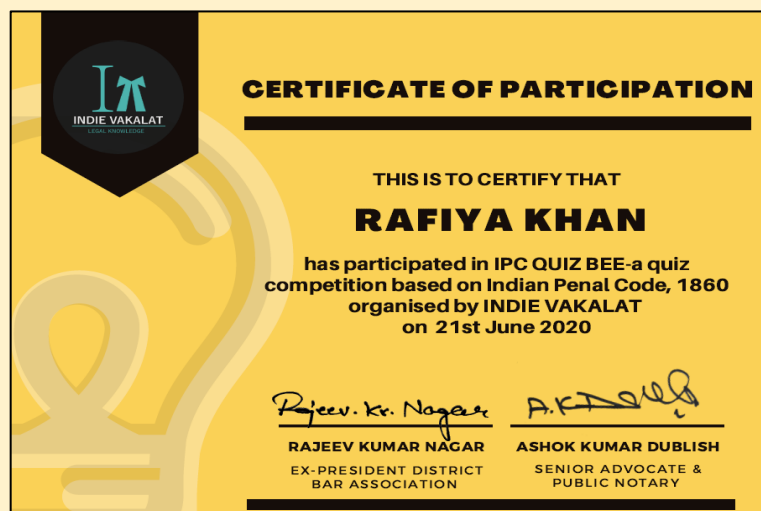 INDIE VAKALAT
LEGAL KNOWLEDGE
CERTIFICATE OF PARTICIPATION
THIS IS TO CERTIFY THAT
RAFIYA KHAN
has participated in IPC QUIZ BEE-a quiz
competition based on Indian Penal Code, 1860
organised by INDIE VAKALAT
on 21st June 2020
Rajeev. Kr. Nagar
RAJEEV KUMAR NAGAR
EX-PRESIDENT DISTRICT
BAR ASSOCIATION
ASHOK KUMAR DUBLISH
SENIOR ADVOCATE &
PUBLIC NOTARY